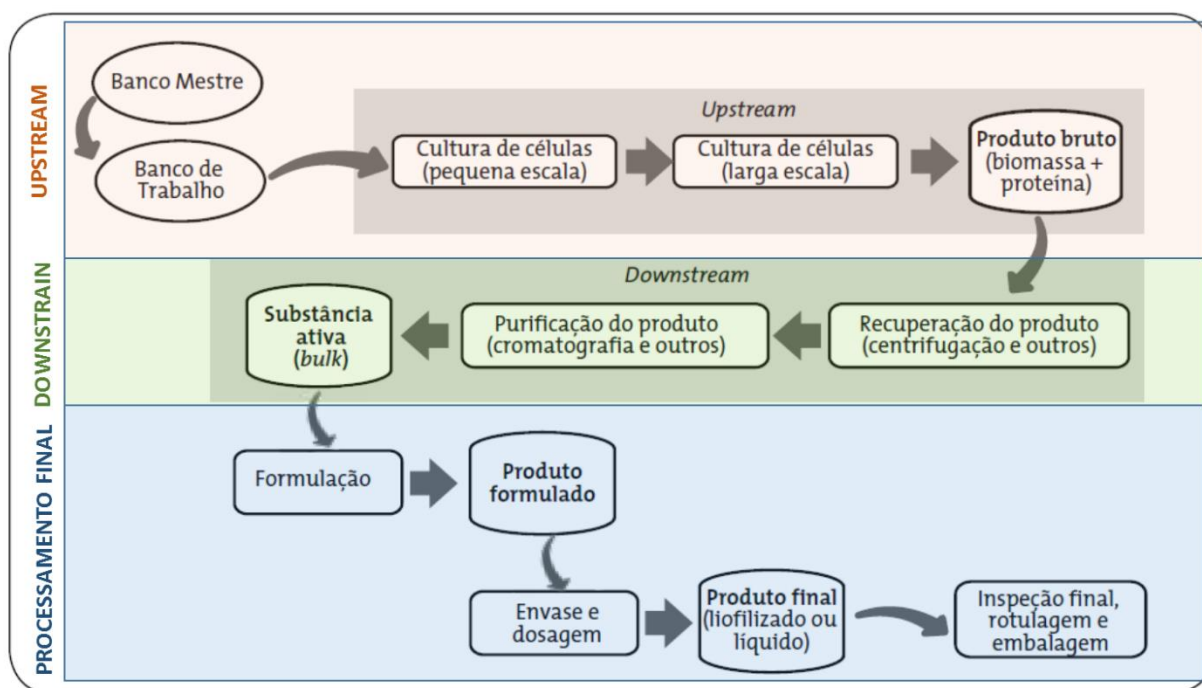 UPSTREAM
Banco Mestre
Banco de
Trabalho
Upstream
Cultura de células
(pequena escala)
Cultura de células
(larga escala)
Produto bruto
(biomassa +
proteína)
DOWNSTRAIN
Downstream
Substância
ativa
(bulk)
Purificação do produto
(cromatografia e outros)
Recuperação do produto
(centrifugação e outros)
PROCESSAMENTO FINAL
Formulação
Produto
formulado
Envase e
dosagem
Produto final
(liofilizado ou
líquido)
Inspeção final,
rotulagem e
embalagem